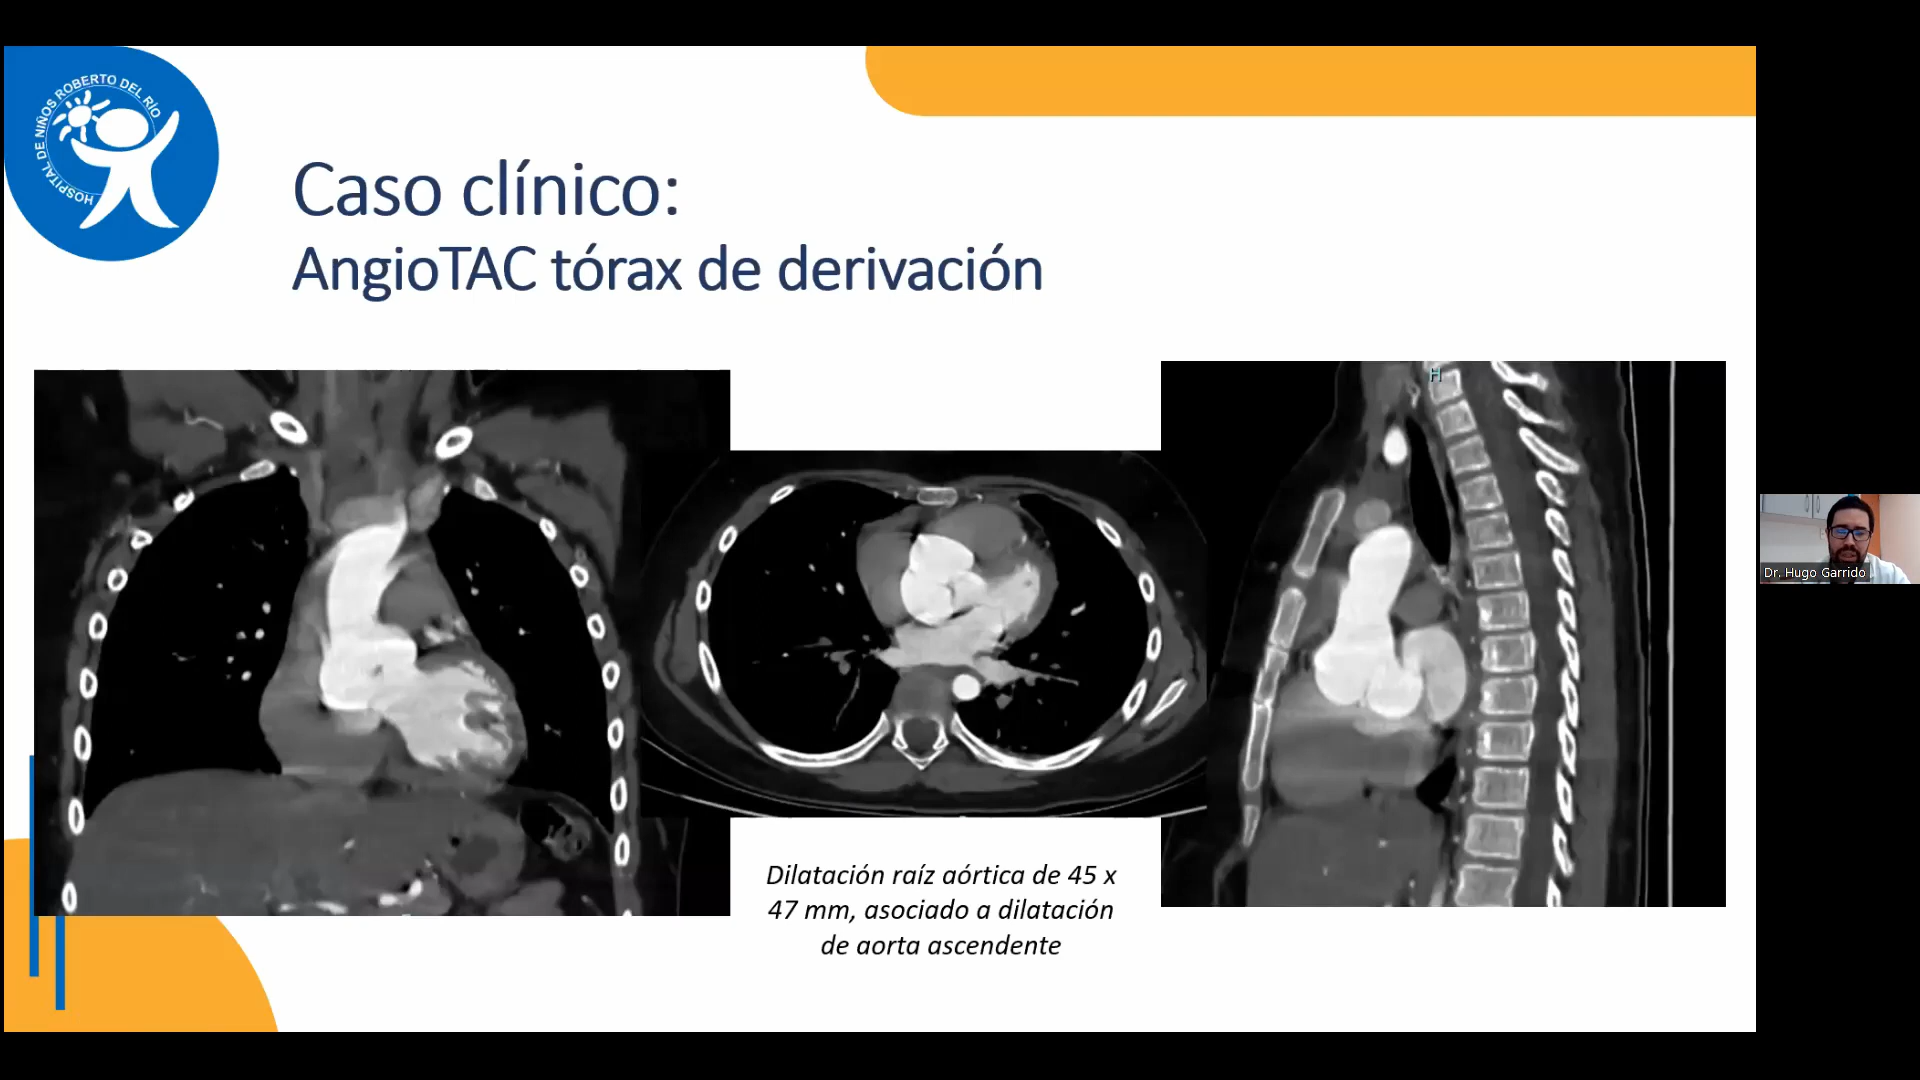 HOSPITAL DE NIÑOS ROBERTO DEL RÍO
Caso clínico:
AngioTAC tórax de derivación
H
Dilatación raíz aórtica de 45 x
47 mm, asociado a dilatación
de aorta ascendente
Dr. Hugo Garrido